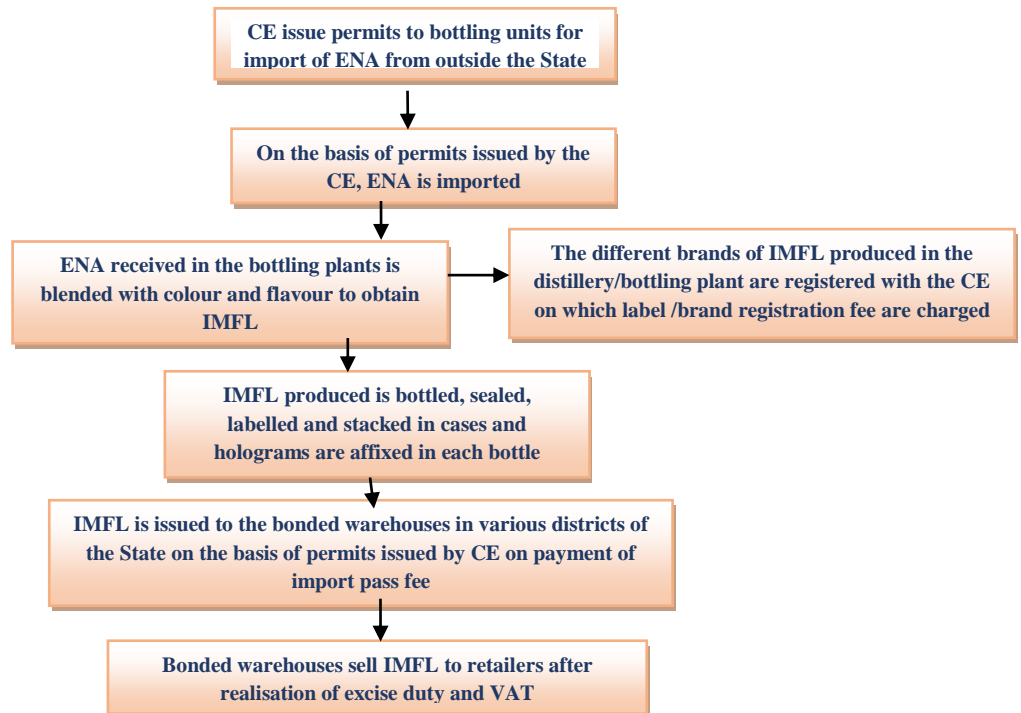 CE issue permits to bottling units for
import of ENA from outside the State
On the basis of permits issued by the
CE, ENA is imported
ENA received in the bottling plants is
blended with colour and flavour to obtain
IMFL
The different brands of IMFL produced in the
distillery/bottling plant are registered with the CE
on which label /brand registration fee are charged
IMFL produced is bottled, sealed,
labelled and stacked in cases and
holograms are affixed in each bottle
IMFL is issued to the bonded warehouses in various districts of
the State on the basis of permits issued by CE on payment of
import pass fee
Bonded warehouses sell IMFL to retailers after
realisation of excise duty and VAT